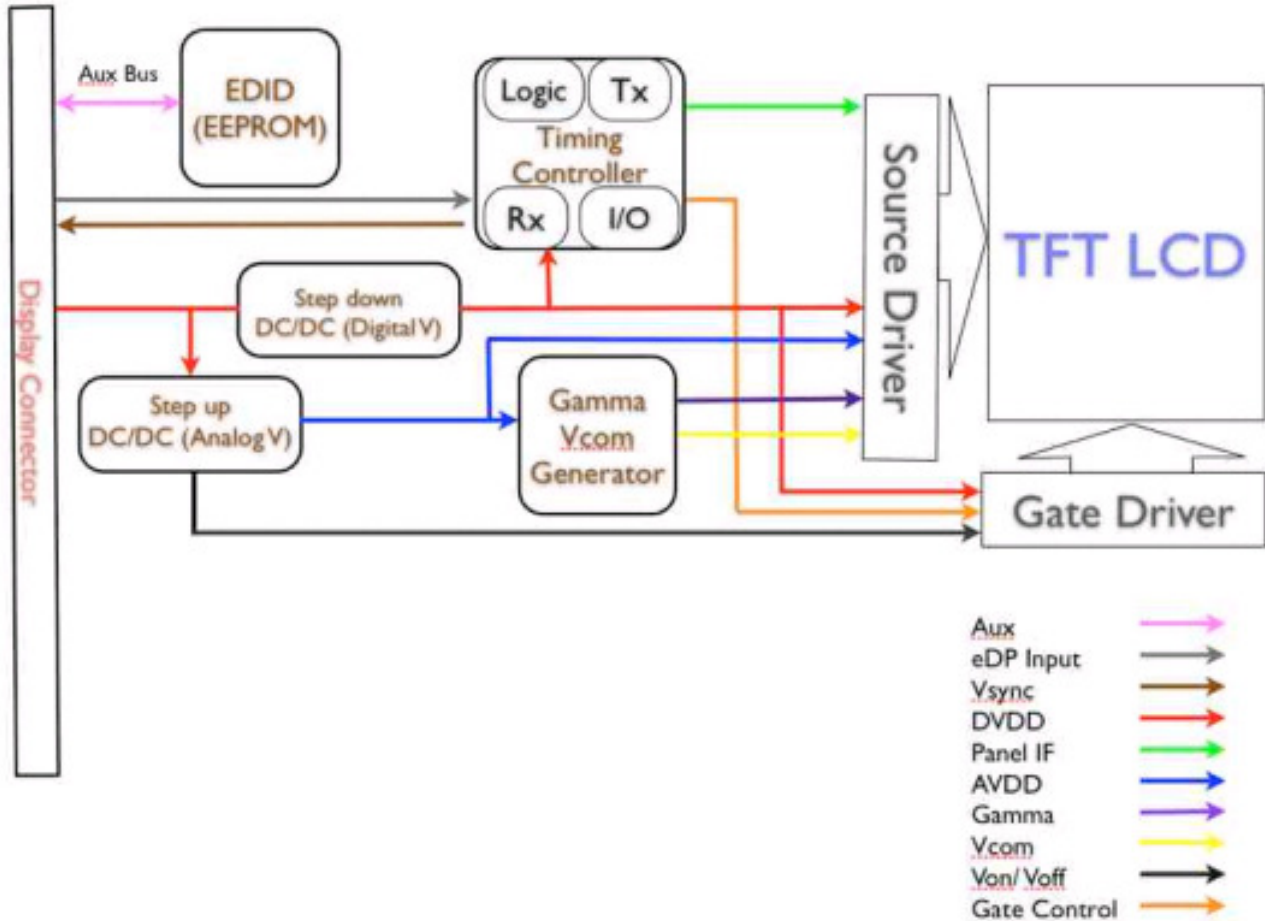 Aux Bus
EDID
(EEPROM)
Logic
Tx
Timing
Controller
Rx
I/O
Display Connector
Step down
DC/DC (Digital V)
Step up
DC/DC (Analog V)
Gamma
Vcom
Generator
Source Driver
TFT LCD
Gate Driver
Aux
eDP Input
Vsync
DVDD
Panel IF
AVDD
Gamma
Vcom
Von/ Voff
Gate Control